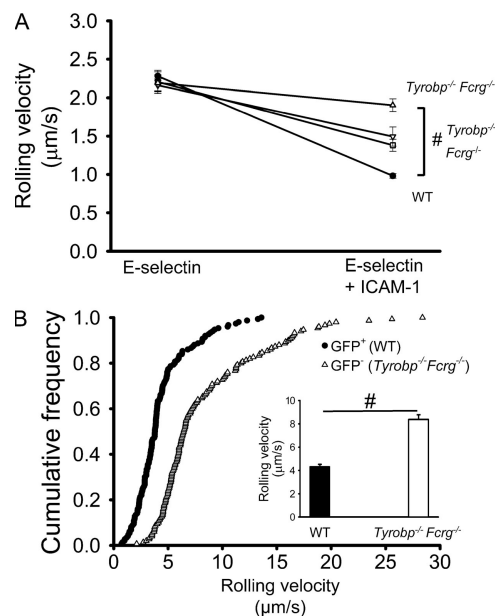 A
Rolling velocity
(μm/s)
3.0
2.5
2.0
1.5
1.0
0.5
0.0
Tyrobp-/- Fcrg-/-
# Tyrobp-/-
Fcrg-/-
WT
E-selectin
E-selectin
+ ICAM-1
B
Cumulative frequency
1.0
0.8
0.6
0.4
0.2
0.0
GFP+ (WT)
GFP- (Tyrobp-/-Fcrg-/-)
#
Rolling velocity
(μm/s)
8
6
4
2
0
WT
Tyrobp-/- Fcrg-/-
0
5
10
15
20
25
30
Rolling velocity
(μm/s)